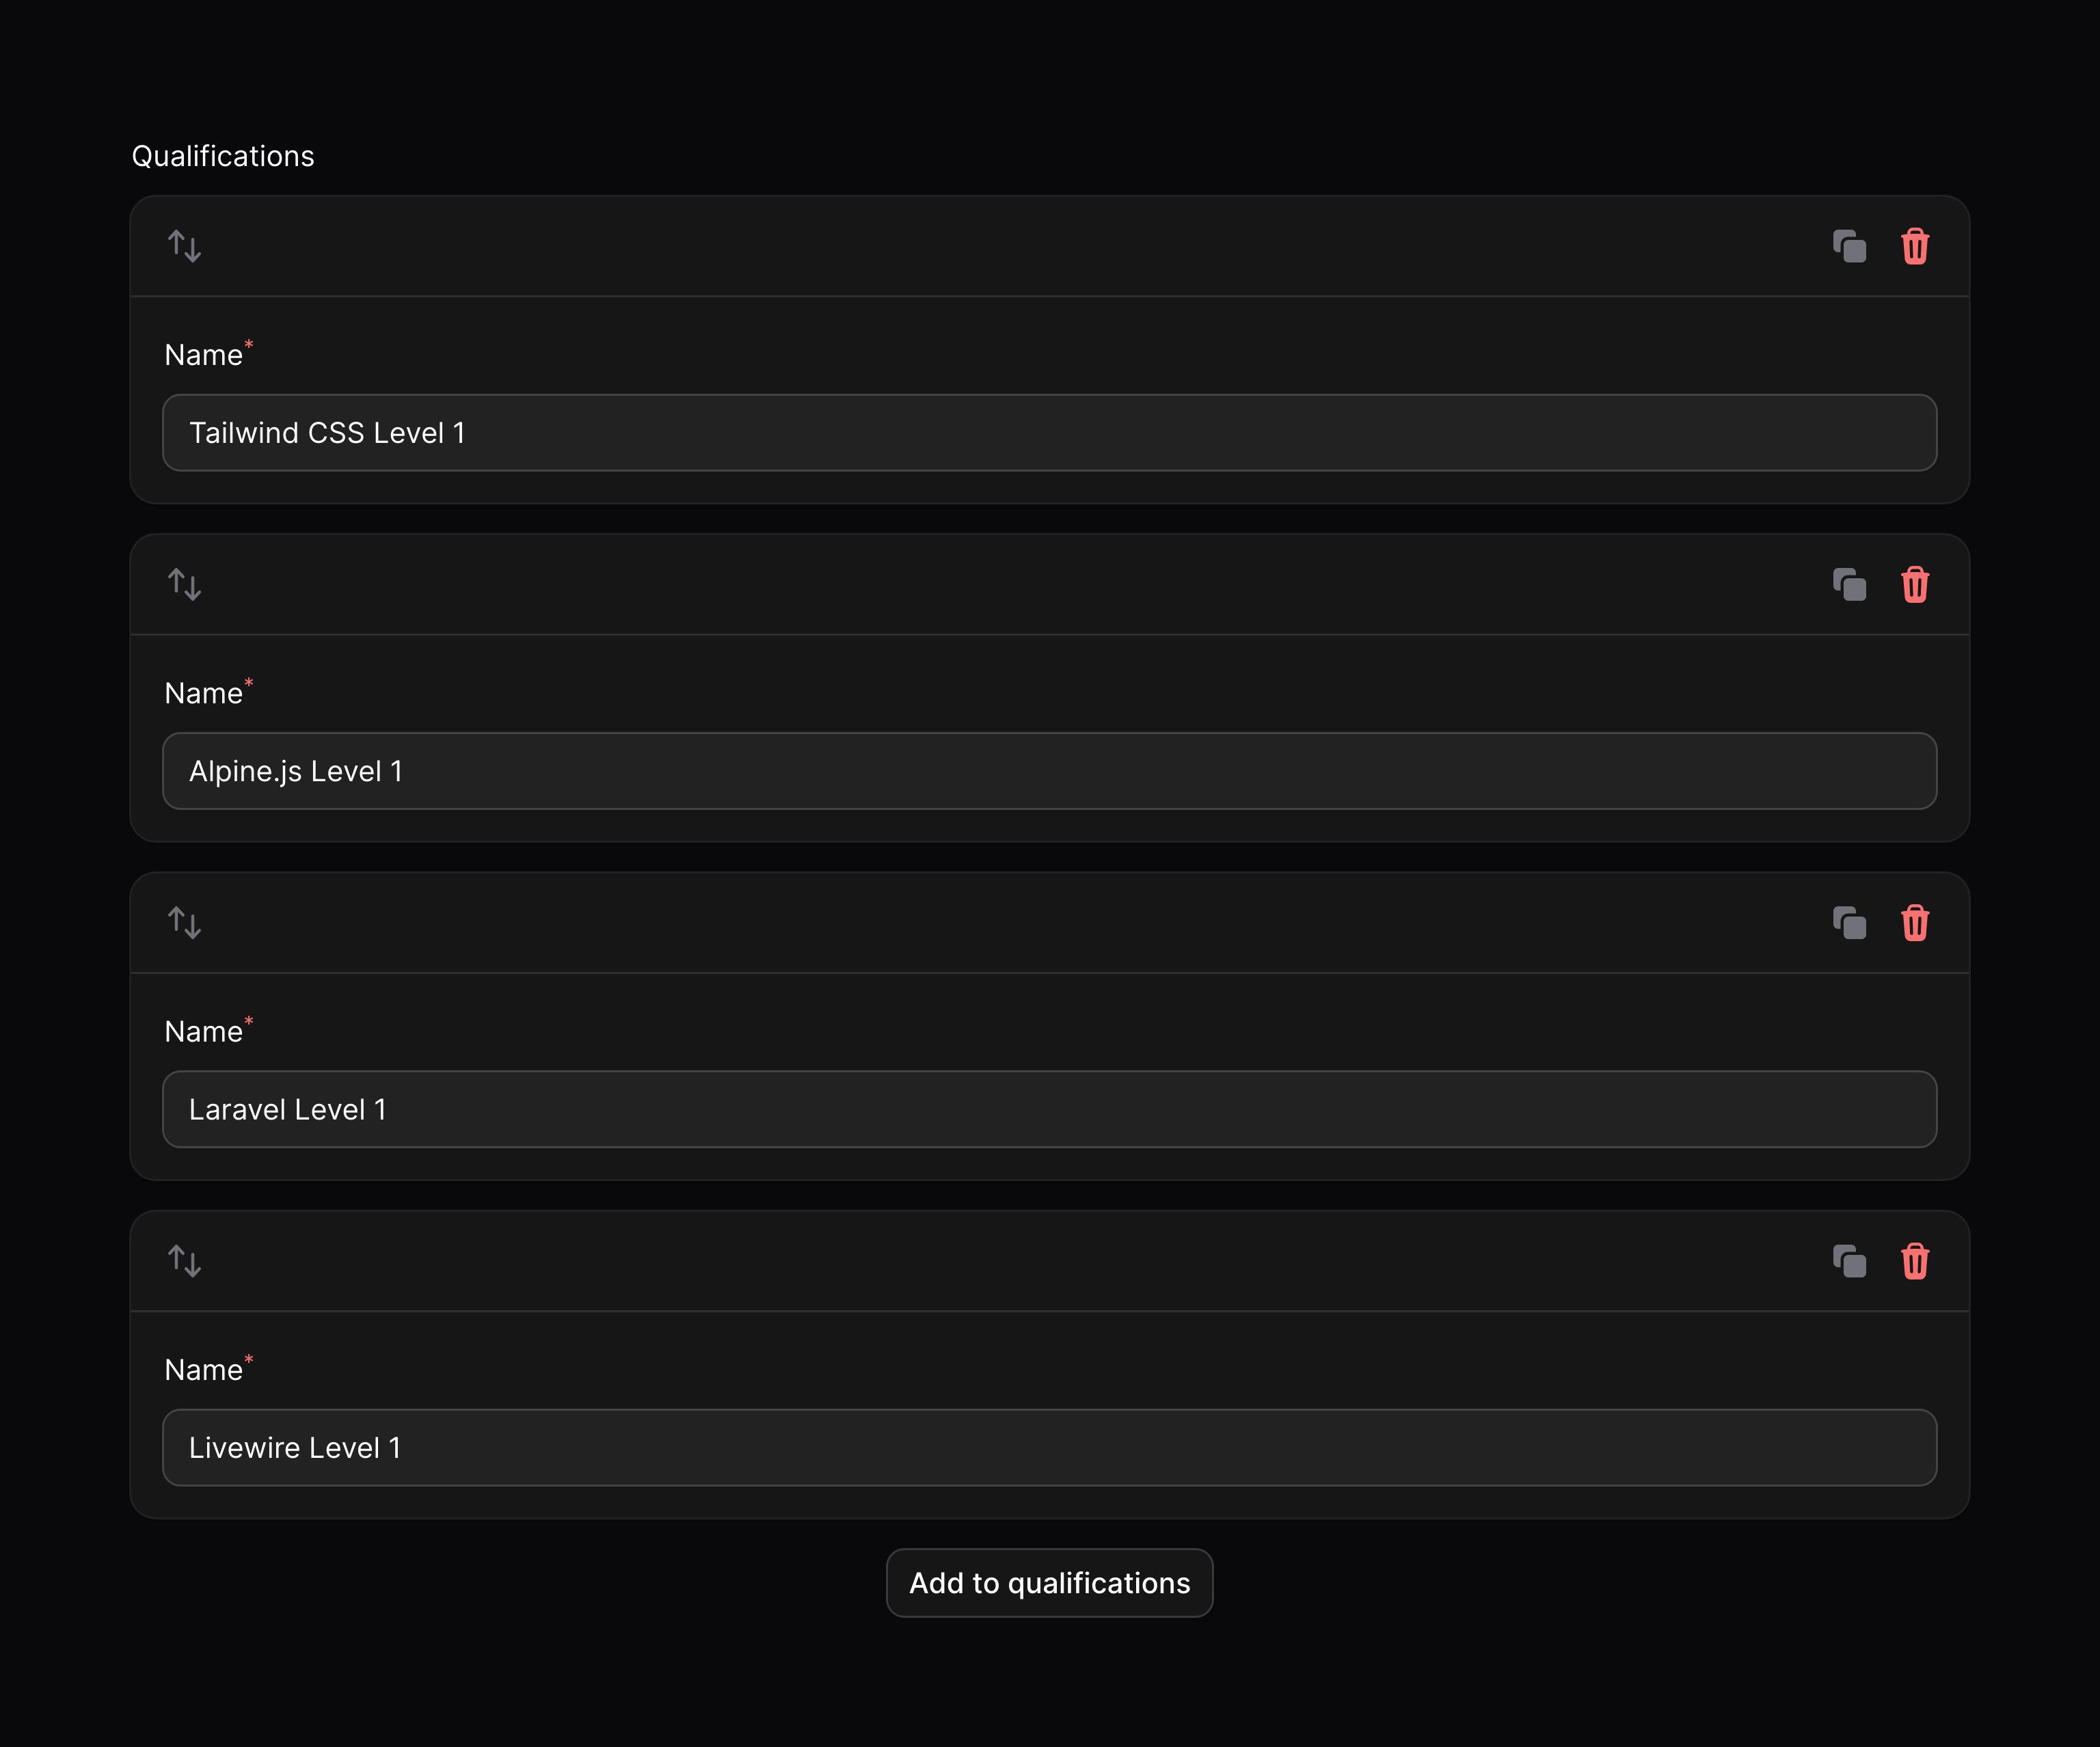 Qualifications
Name*
Tailwind CSS Level 1
Name*
Alpine.js Level 1
Name*
Laravel Level 1
Name*
Livewire Level 1
Add to qualifications